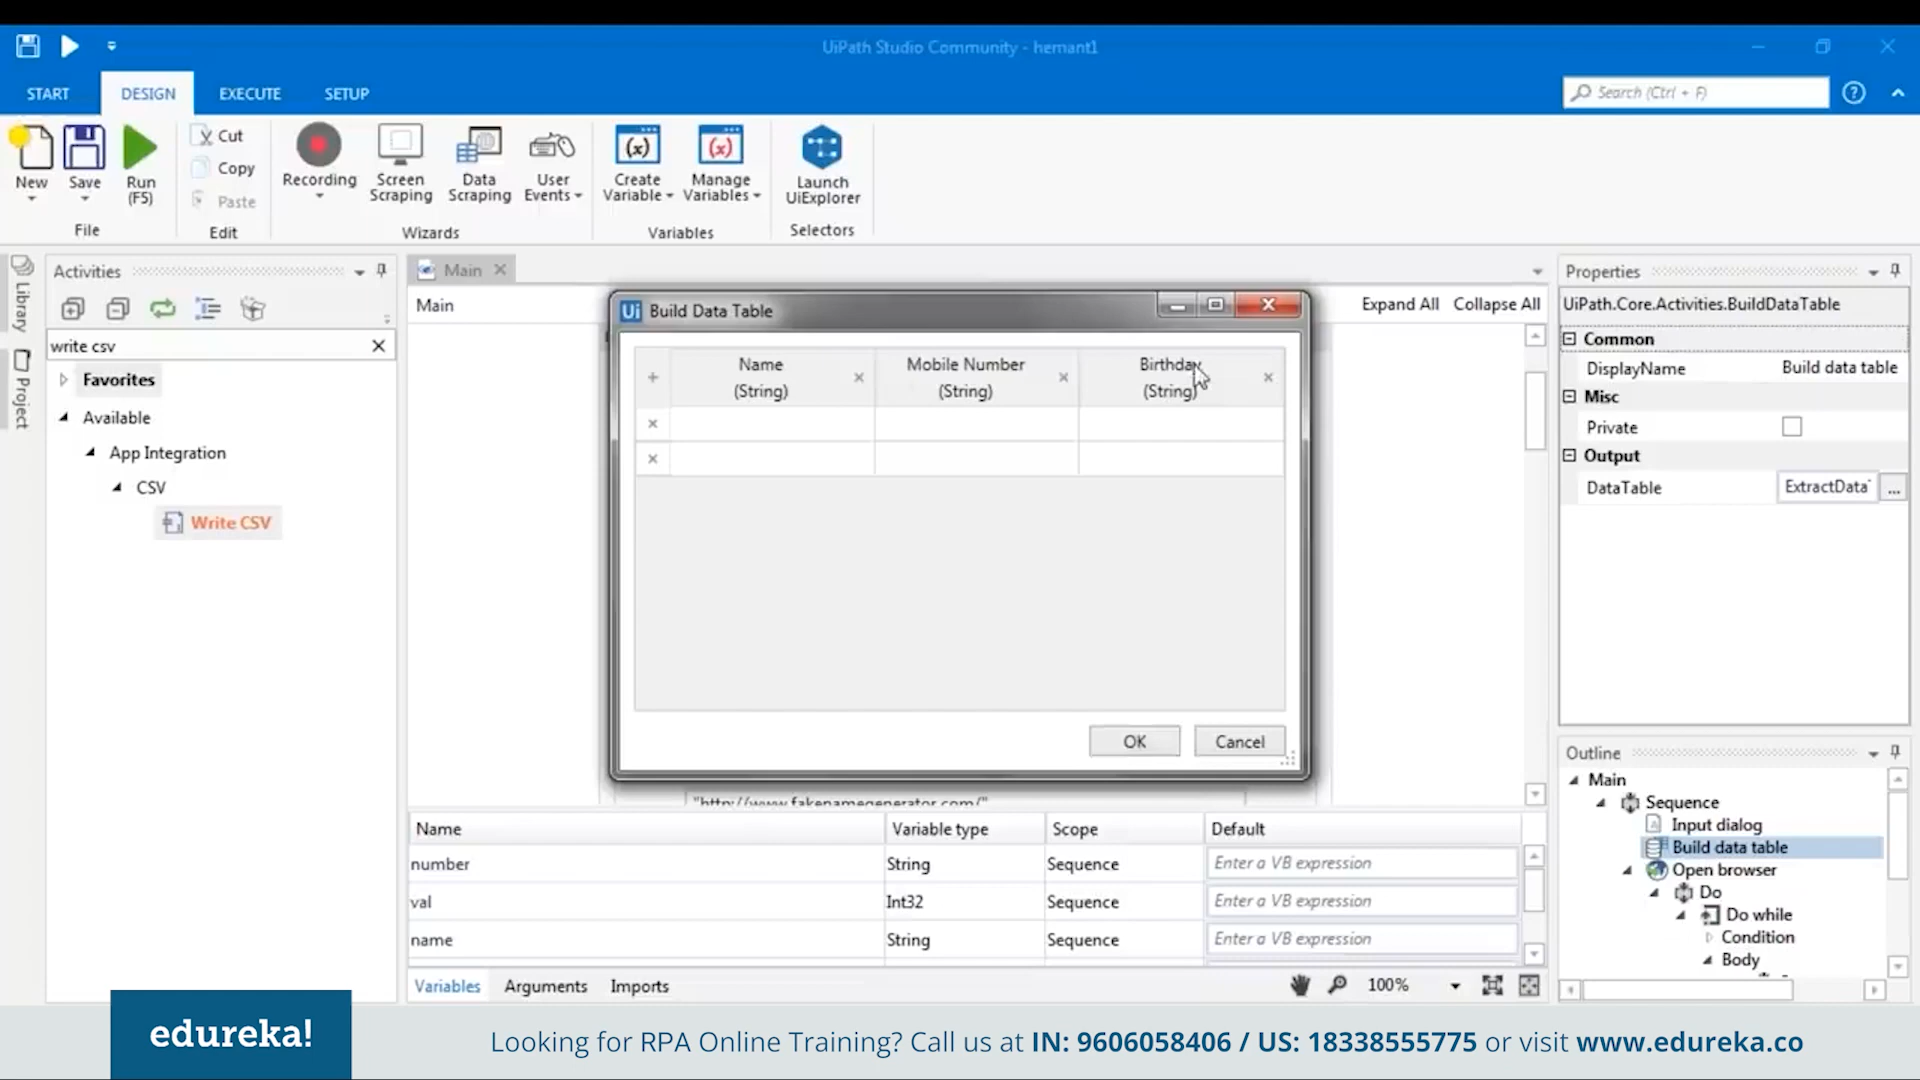 UiPath Studio Community - hemant1
START
DESIGN
EXECUTE
SETUP
Search (Ctrl + F)
New
Save
Run
(F5)
File
Cut
Copy
Paste
Edit
Recording
Screen
Scraping
Data
Scraping
User
Events
Wizards
Create
Variable
Manage
Variables
Variables
Launch
UiExplorer
Selectors
Library
Project
Activities
write csv
Favorites
Available
App Integration
CSV
Write CSV
Main
Main
Expand All
Collapse All
Ui Build Data Table
Name
(String)
Mobile Number
(String)
Birthday
(String)
OK
Cancel
"http://www.fakenamegenerator.com/"
Name Variable type Scope Default
number String Sequence Enter a VB expression
val Int32 Sequence Enter a VB expression
name String Sequence Enter a VB expression
Variables Arguments Imports
100%
Properties
UiPath.Core.Activities.BuildDataTable
Common
DisplayName Build data table
Misc
Private
Output
DataTable ExtractData
...
Outline
Main
Sequence
Input dialog
Build data table
Open browser
Do
Do while
Condition
Body
edureka!
Looking for RPA Online Training? Call us at IN: 9606058406 / US: 18338555775 or visit www.edureka.co